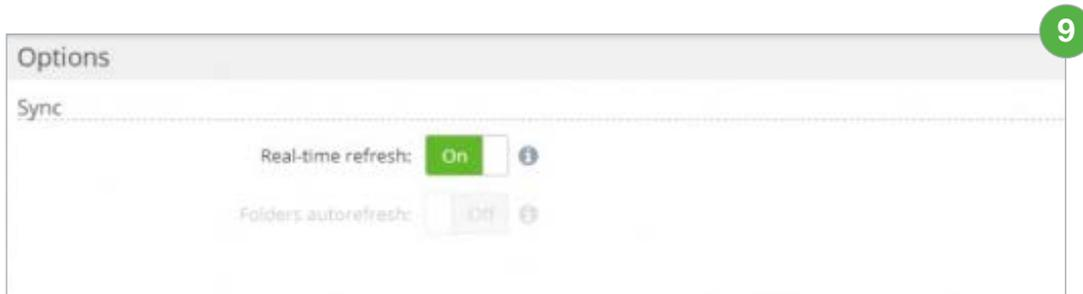 9
Options
Sync
Real-time refresh: On
Folders autorefresh: Off